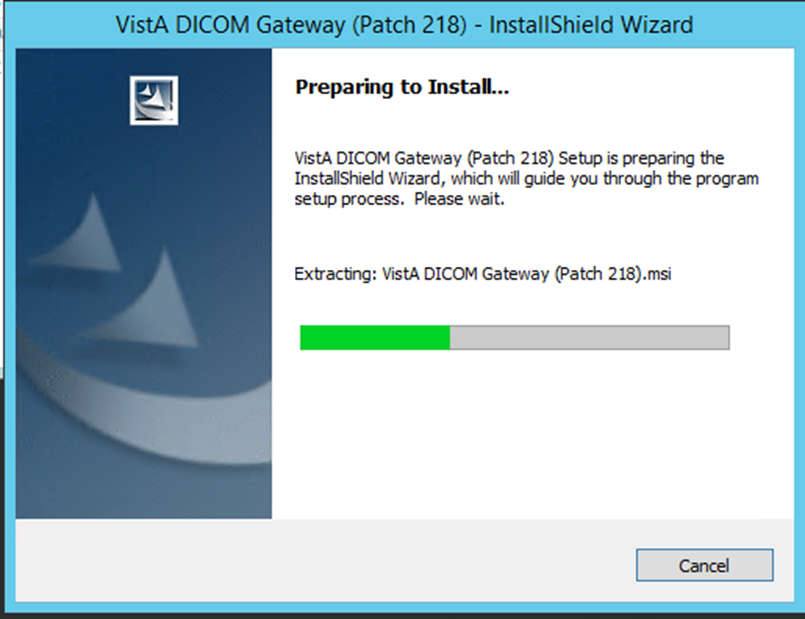 VistA DICOM Gateway (Patch 218) - InstallShield Wizard
Preparing to Install...
VistA DICOM Gateway (Patch 218) Setup is preparing the
InstallShield Wizard, which will guide you through the program
setup process.  Please wait.
Extracting: VistA DICOM Gateway (Patch 218).msi
Cancel